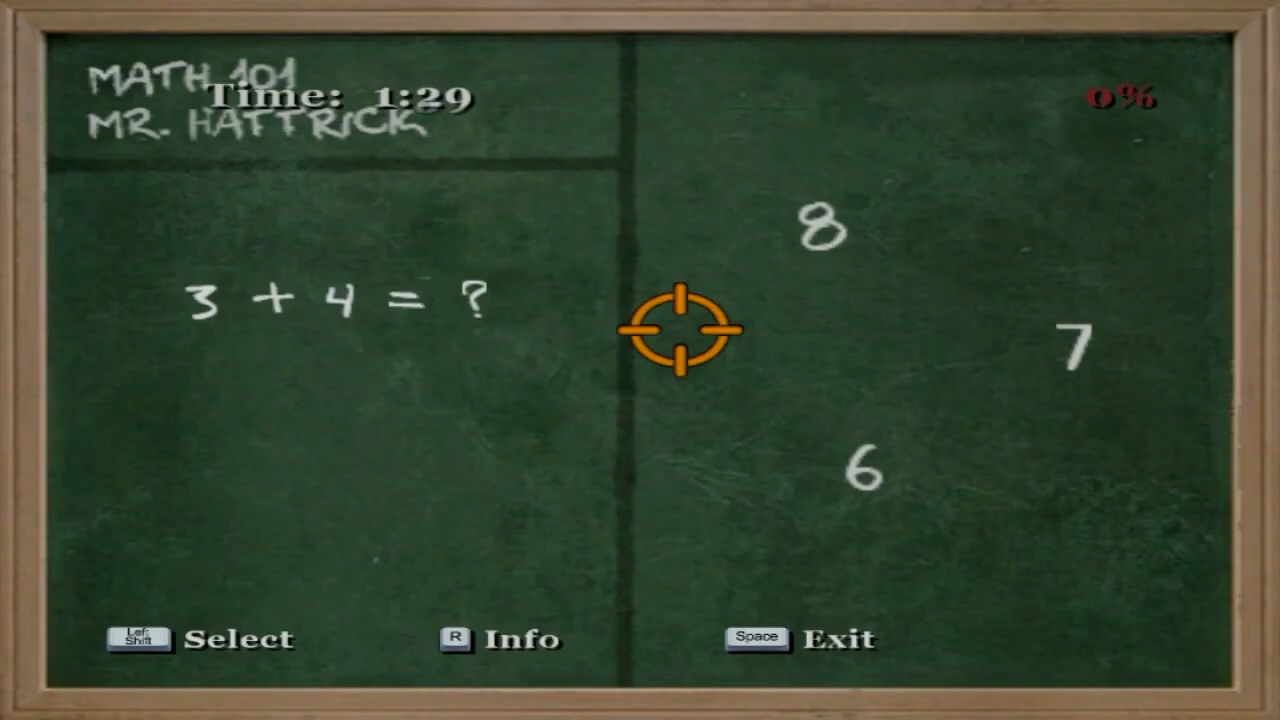 MATH 101
Time: 1:29
0%
MR. HATTRICK
8
3 + 4 = ?
7
6
Left Shift Select
R Info
Space Exit